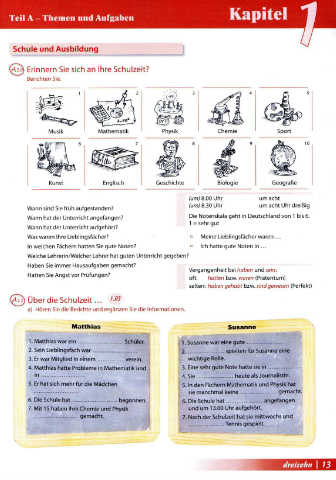 Teil A – Themen und Aufgaben
Kapitel 1
Schule und Ausbildung
Erinnern Sie sich an Ihre Schulzeit?
Berichten Sie.
1 2 3 4 5
Musik Mathematik Physik Chemie Sport
6 7 8 9 10
Kunst Englisch Geschichte Biologie Geografie
Wann sind Sie früh aufgestanden?
Wann hat der Unterricht angefangen?
Wann hat der Unterricht aufgehört?
Was waren Ihre Lieblingsfächer?
In welchen Fächern hatten Sie gute Noten?
Welche Lehrerin/Welcher Lehrer hat guten Unterricht gegeben?
Haben Sie immer Hausaufgaben gemacht?
Hatten Sie Angst vor Prüfungen?
(um) 8.00 Uhr um acht
(um) 8.30 Uhr um acht Uhr dreißig
Die Notenskala geht in Deutschland von 1 bis 6.
1 = sehr gut
– Meine Lieblingsfächer waren ...
– Ich hatte gute Noten in ...
Vergangenheit bei haben und sein:
oft: hatten bzw. waren (Präteritum)
selten: haben gehabt bzw. sind gewesen (Perfekt)
Über die Schulzeit ...
a) Hören Sie die Berichte und ergänzen Sie die Informationen.
Matthias
1. Matthias war ein .................... Schüler.
2. Sein Lieblingsfach war ....................
3. Er war Mitglied in einem .................... verein.
4. Matthias hatte Probleme in Mathematik und
in ....................
5. Er hat sich mehr für die Mädchen
....................
6. Die Schule hat .................... begonnen.
7. Mit 15 haben ihm Chemie und Physik
.................... gemacht.
Susanne
1. Susanne war eine gute ....................
2. .................... spielten für Susanne eine
wichtige Rolle.
3. Eine sehr gute Note hatte sie in ....................
4. Sie .................... heute als Journalistin.
5. In den Fächern Mathematik und Physik hat
sie manchmal keine .................... gemacht.
6. Die Schule hat .................... angefangen
und um 13.00 Uhr aufgehört.
7. Nach der Schule hat sie mittwochs und
.................... Tennis gespielt.
dreizehn | 13